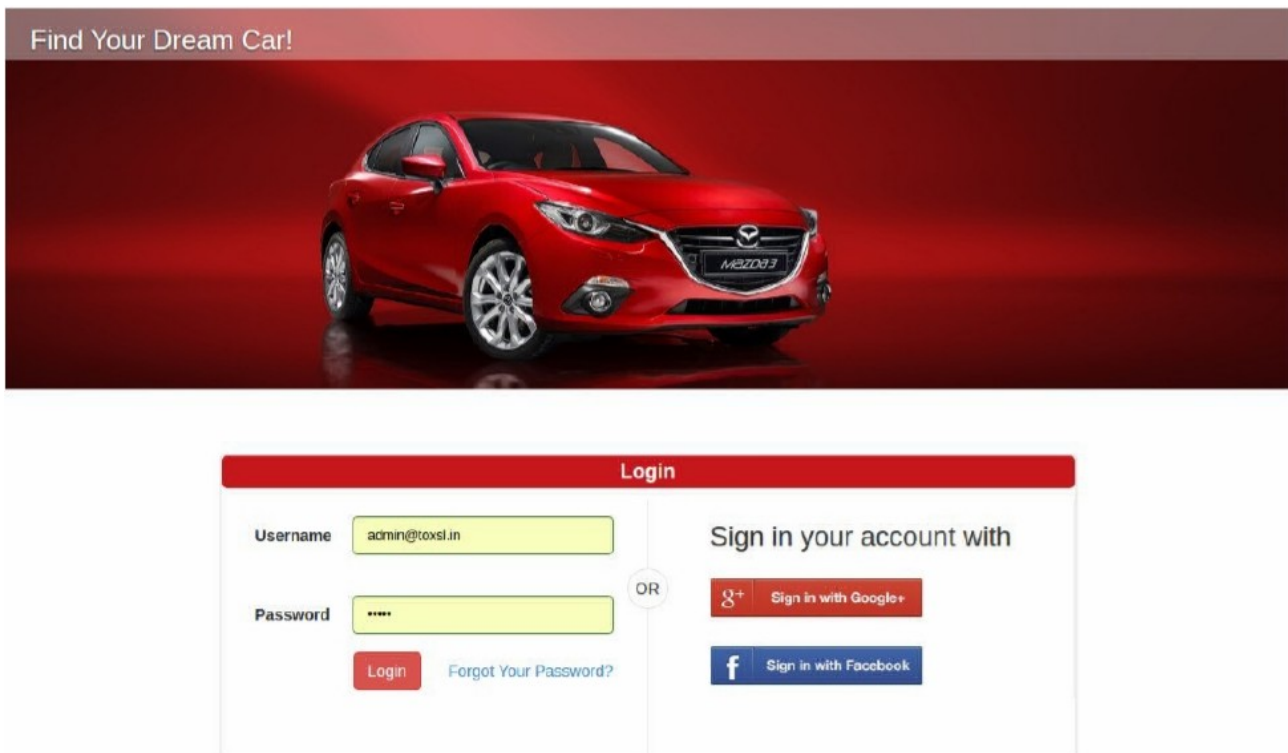 Find Your Dream Car!
MAZDA3
Login
Username
admin@toxsl.in
Password
•••••
Login
Forgot Your Password?
OR
Sign in your account with
g+ Sign in with Google+
f Sign in with Facebook